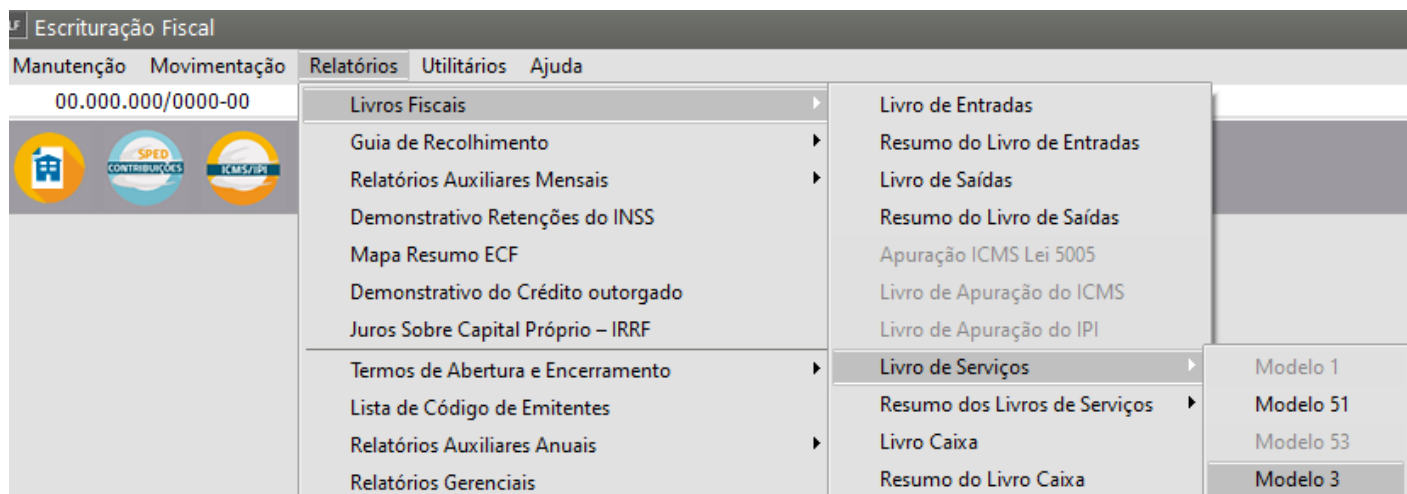 LF Escrituração Fiscal
Manutenção Movimentação Relatórios Utilitários Ajuda
00.000.000/0000-00
SPED
CONTRIBUIÇÕES
ICMS/IPI
Livros Fiscais
Guia de Recolhimento
Relatórios Auxiliares Mensais
Demonstrativo Retenções do INSS
Mapa Resumo ECF
Demonstrativo do Crédito outorgado
Juros Sobre Capital Próprio – IRRF
Termos de Abertura e Encerramento
Lista de Código de Emitentes
Relatórios Auxiliares Anuais
Relatórios Gerenciais
Livro de Entradas
Resumo do Livro de Entradas
Livro de Saídas
Resumo do Livro de Saídas
Apuração ICMS Lei 5005
Livro de Apuração do ICMS
Livro de Apuração do IPI
Livro de Serviços
Resumo dos Livros de Serviços
Livro Caixa
Resumo do Livro Caixa
Modelo 1
Modelo 51
Modelo 53
Modelo 3